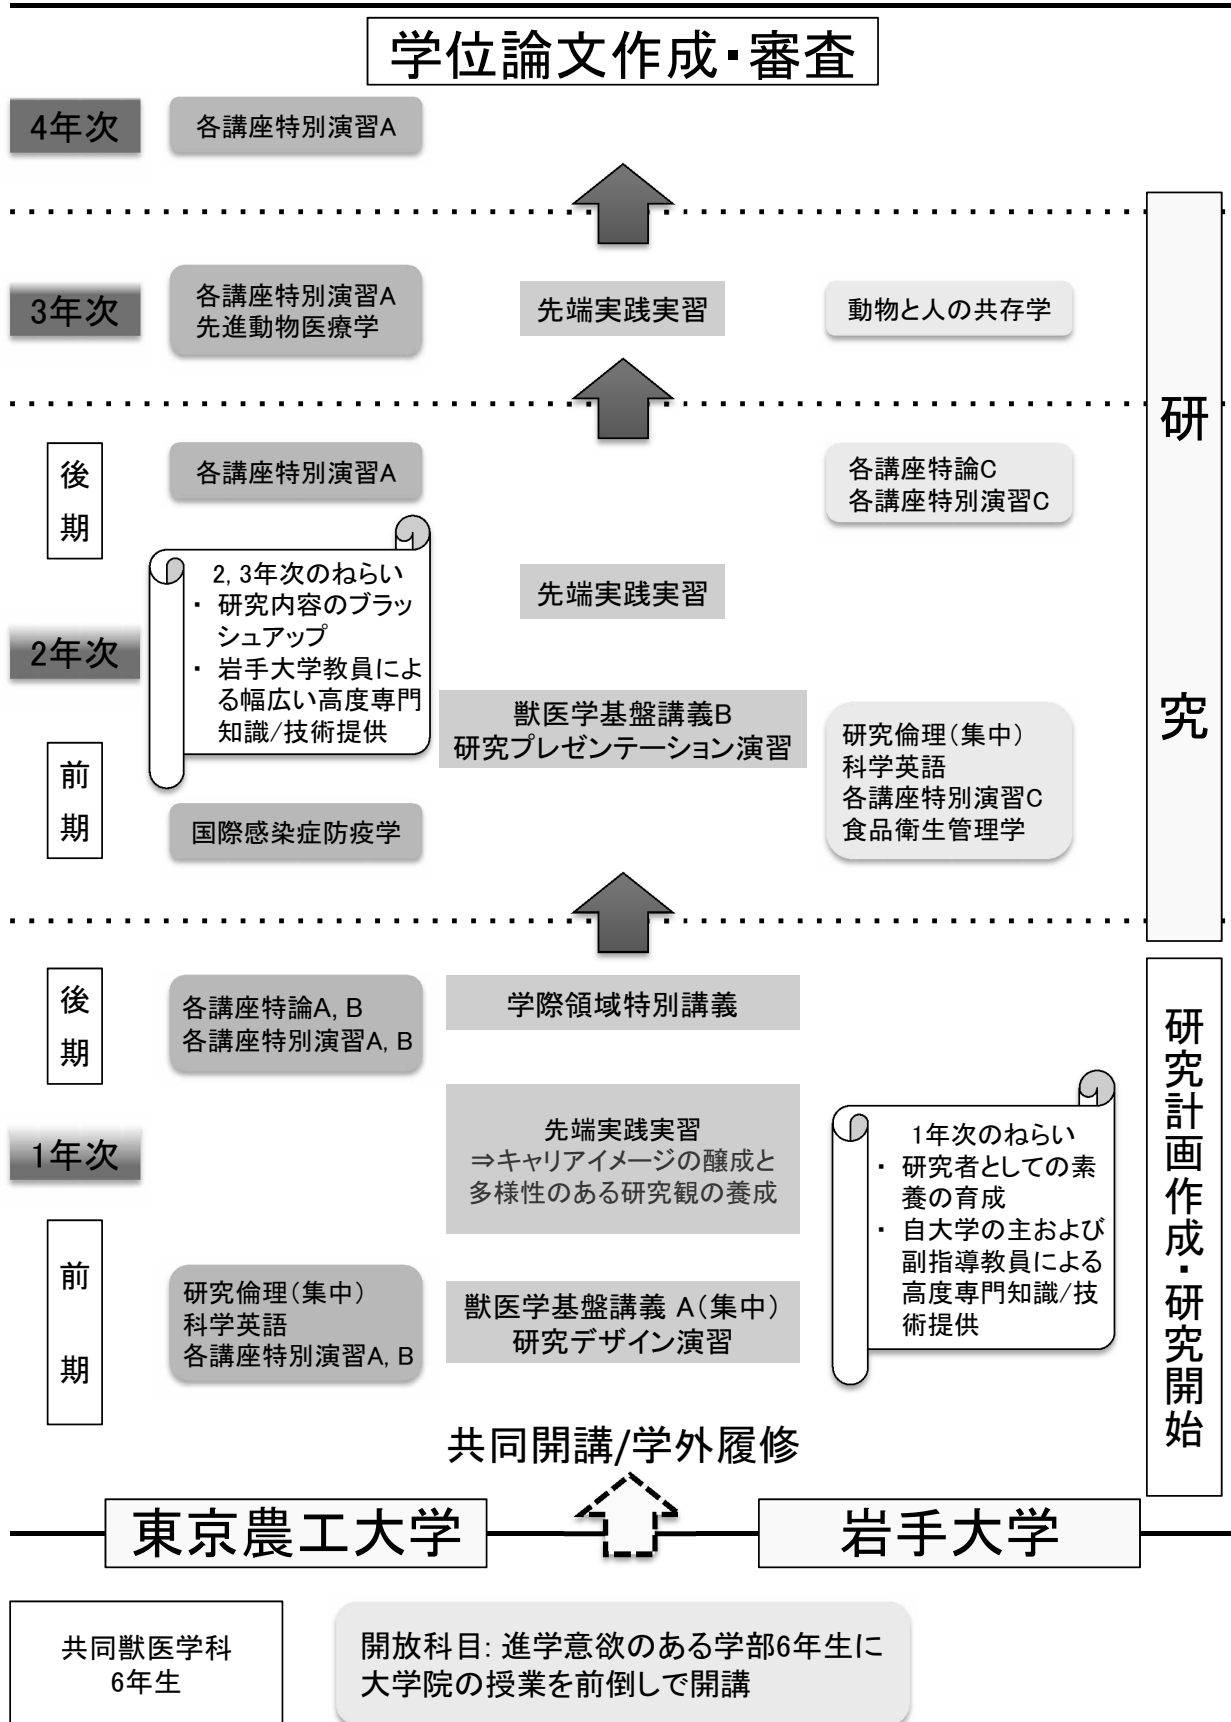 学位論文作成・審査
4年次
各講座特別演習A
3年次
各講座特別演習A
先進動物医療学
先端実践実習
動物と人の共存学
研
究
後
期
各講座特別演習A
各講座特論C
各講座特別演習C
2, 3年次のねらい
・ 研究内容のブラッ
シュアップ
・ 岩手大学教員によ
る幅広い高度専門
知識/技術提供
先端実践実習
2年次
獣医学基盤講義B
研究プレゼンテーション演習
研究倫理(集中)
科学英語
各講座特別演習C
食品衛生管理学
前
期
国際感染症防疫学
後
期
各講座特論A, B
各講座特別演習A, B
学際領域特別講義
研究計画作成・研究開始
1年次
先端実践実習
⇒キャリアイメージの醸成と
多様性のある研究観の養成
1年次のねらい
・ 研究者としての素
養の育成
・ 自大学の主および
副指導教員による
高度専門知識/技
術提供
前
期
研究倫理(集中)
科学英語
各講座特別演習A, B
獣医学基盤講義 A(集中)
研究デザイン演習
共同開講/学外履修
東京農工大学
岩手大学
共同獣医学科
6年生
開放科目: 進学意欲のある学部6年生に
大学院の授業を前倒しで開講